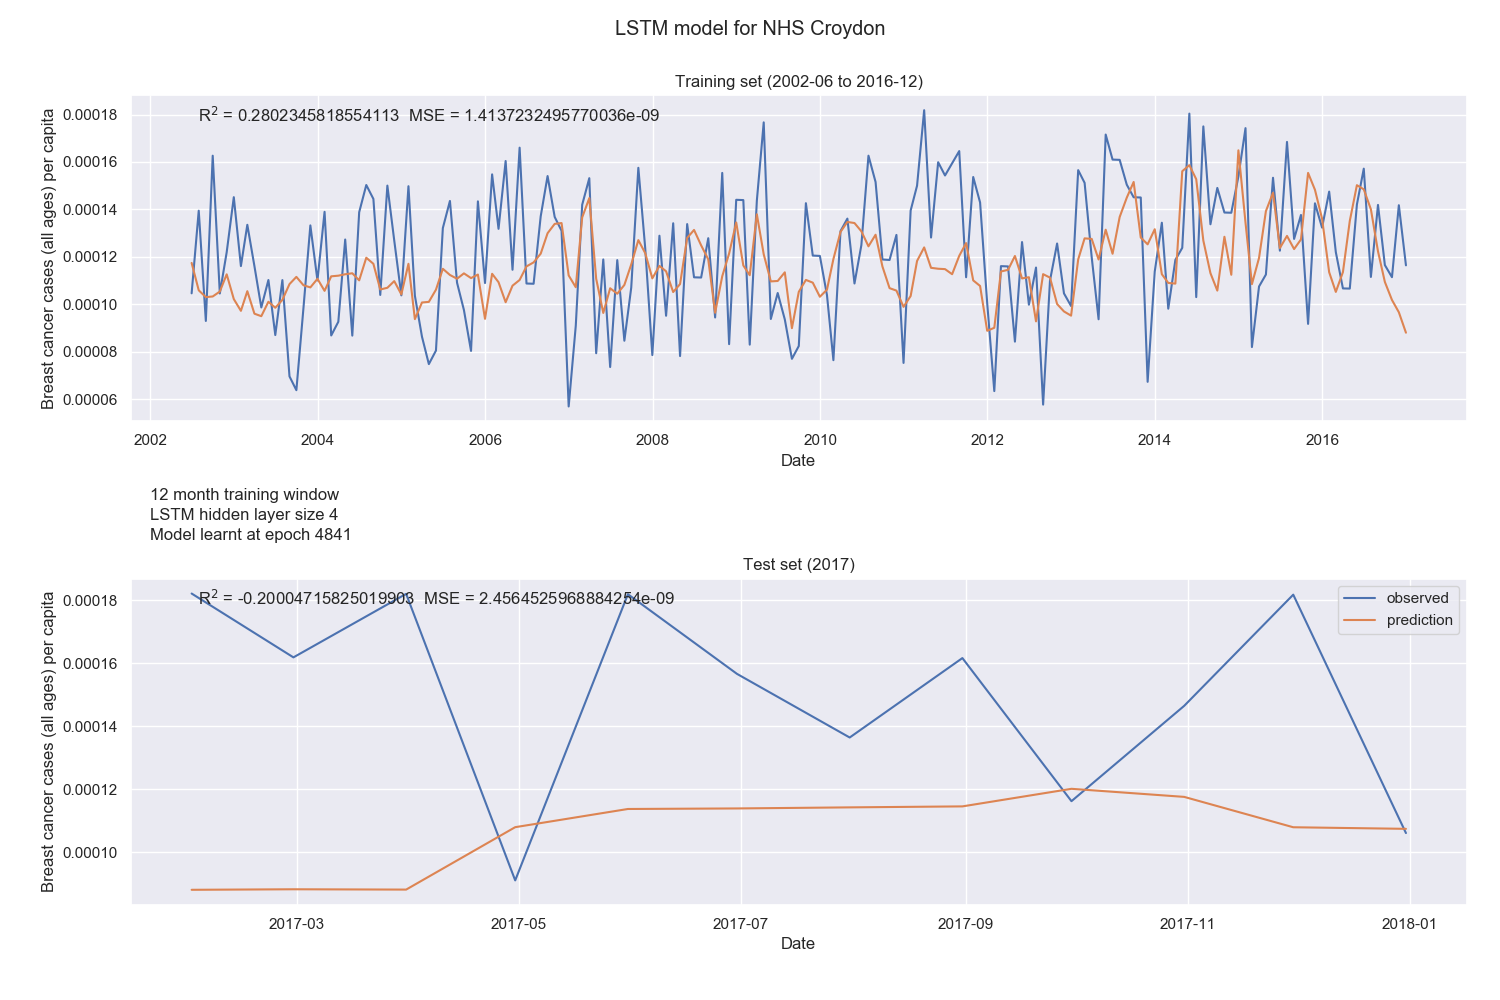 LSTM model for NHS Croydon
Training set (2002-06 to 2016-12)
R² = 0.2802345818554113 MSE = 1.4137232495770036e-09
Breast cancer cases (all ages) per capita
0.00018
0.00016
0.00014
0.00012
0.00010
0.00008
0.00006
2002 2004 2006 2008 2010 2012 2014 2016
Date
12 month training window
LSTM hidden layer size 4
Model learnt at epoch 4841
Test set (2017)
R² = -0.20004715825019903 MSE = 2.4564525968884254e-09
observed
prediction
Breast cancer cases (all ages) per capita
0.00018
0.00016
0.00014
0.00012
0.00010
2017-03 2017-05 2017-07 2017-09 2017-11 2018-01
Date